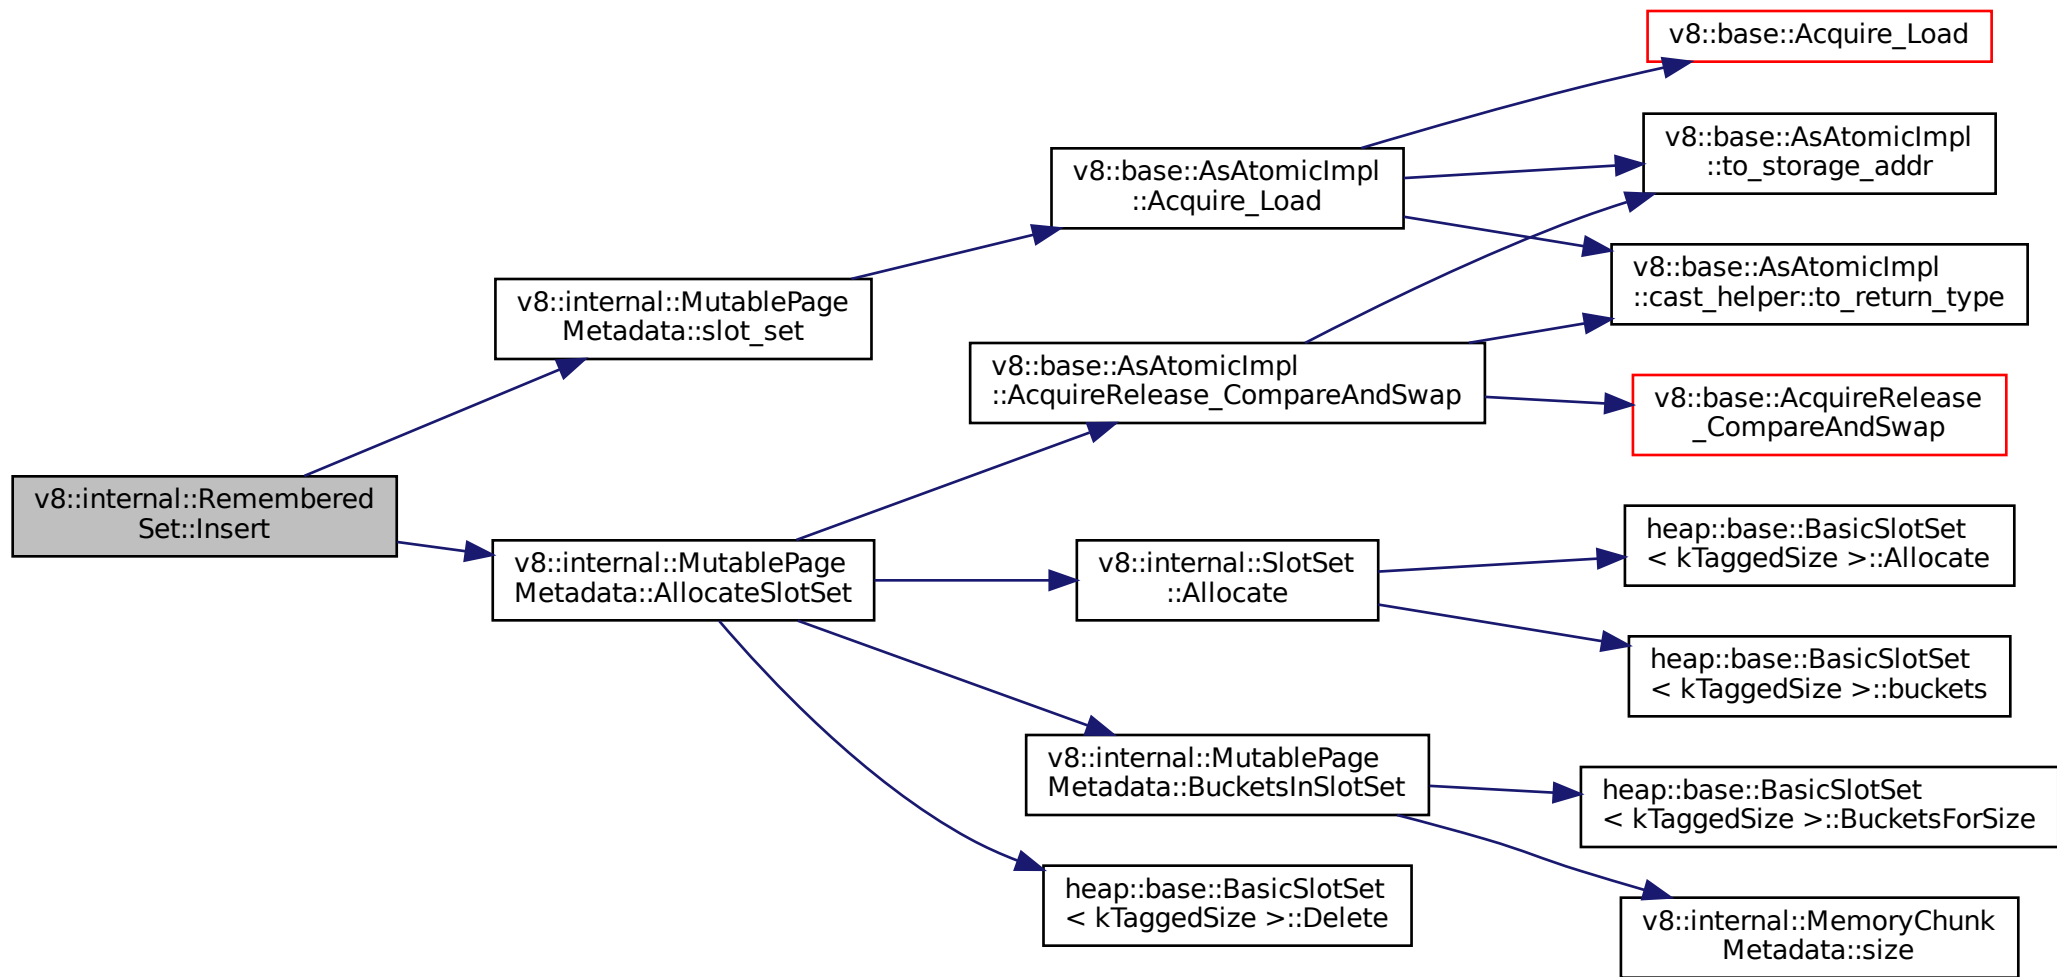 v8::internal::Remembered
Set::Insert
v8::internal::MutablePage
Metadata::slot_set
v8::internal::MutablePage
Metadata::AllocateSlotSet
v8::base::AsAtomicImpl
::Acquire_Load
v8::base::AsAtomicImpl
::AcquireRelease_CompareAndSwap
v8::internal::SlotSet
::Allocate
v8::internal::MutablePage
Metadata::BucketsInSlotSet
heap::base::BasicSlotSet
< kTaggedSize >::Delete
v8::base::Acquire_Load
v8::base::AsAtomicImpl
::to_storage_addr
v8::base::AsAtomicImpl
::cast_helper::to_return_type
v8::base::AcquireRelease
_CompareAndSwap
heap::base::BasicSlotSet
< kTaggedSize >::Allocate
heap::base::BasicSlotSet
< kTaggedSize >::buckets
heap::base::BasicSlotSet
< kTaggedSize >::BucketsForSize
v8::internal::MemoryChunk
Metadata::size